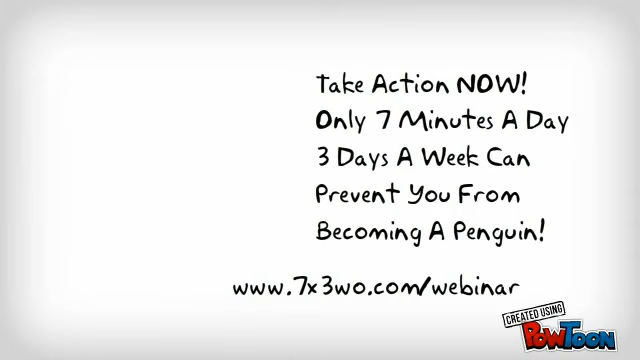 Take Action NOW!
Only 7 Minutes A Day
3 Days A Week Can
Prevent You From
Becoming A Penguin!
www.7x3wo.com/webinar
CREATED USING
POWTOON